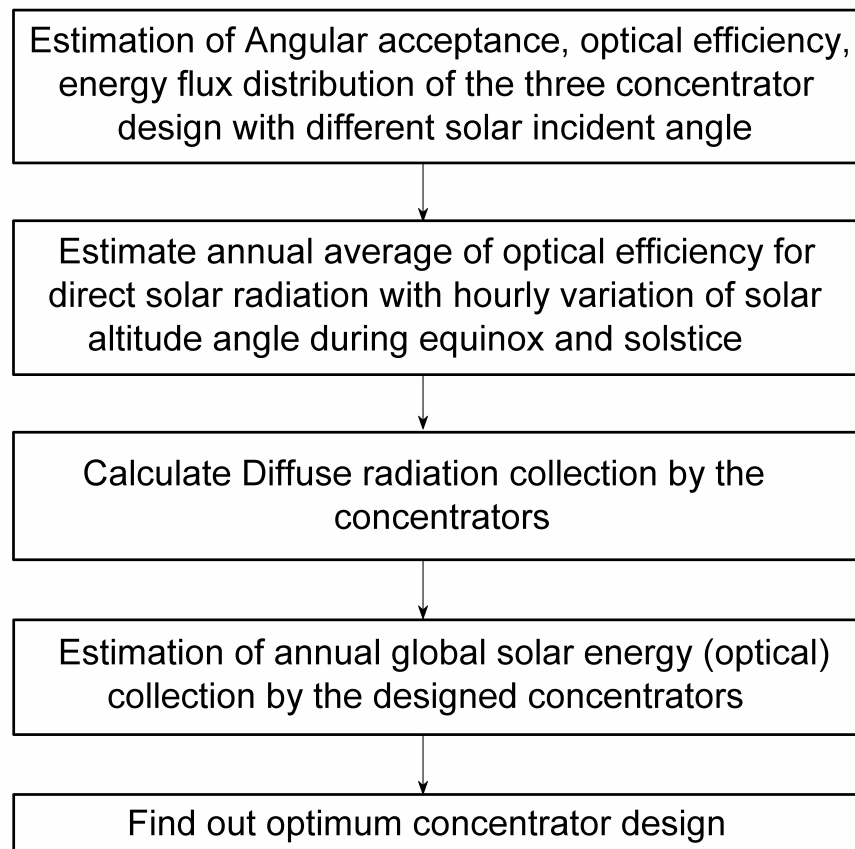 Estimation of Angular acceptance, optical efficiency,
energy flux distribution of the three concentrator
design with different solar incident angle
Estimate annual average of optical efficiency for
direct solar radiation with hourly variation of solar
altitude angle during equinox and solstice
Calculate Diffuse radiation collection by the
concentrators
Estimation of annual global solar energy (optical)
collection by the designed concentrators
Find out optimum concentrator design